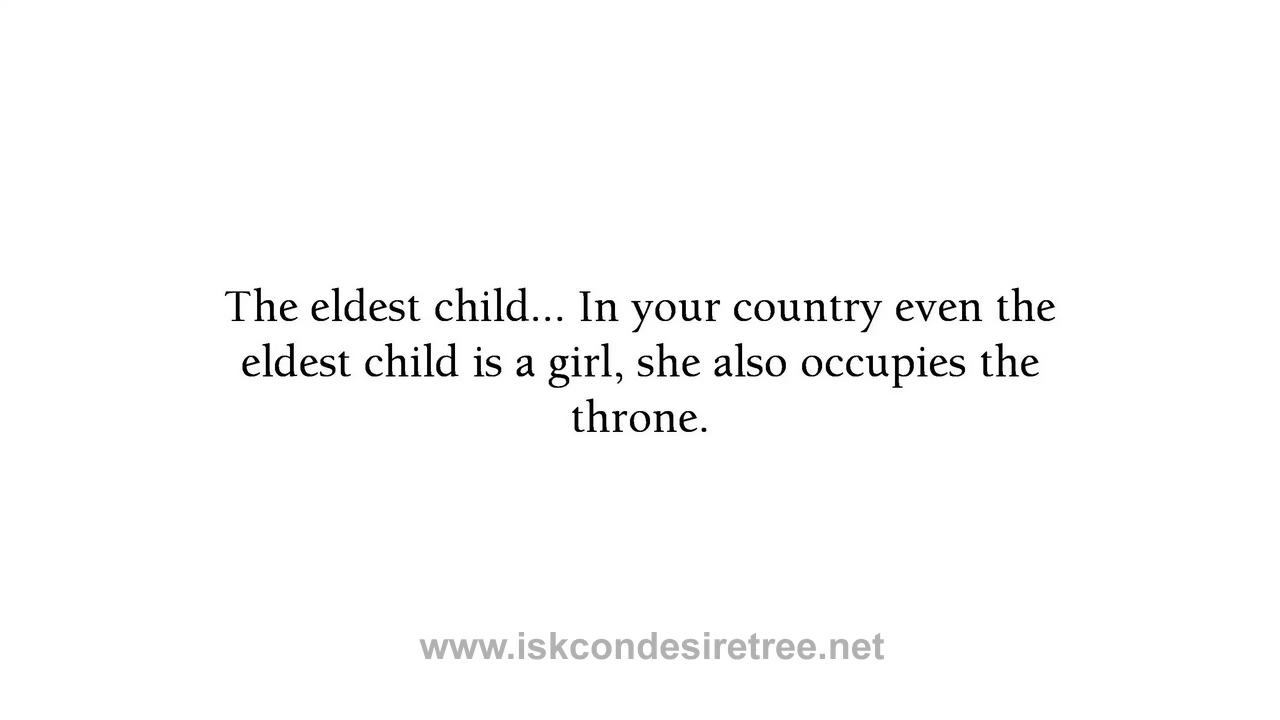 The eldest child... In your country even the
eldest child is a girl, she also occupies the
throne.
www.iskcondesiretree.net